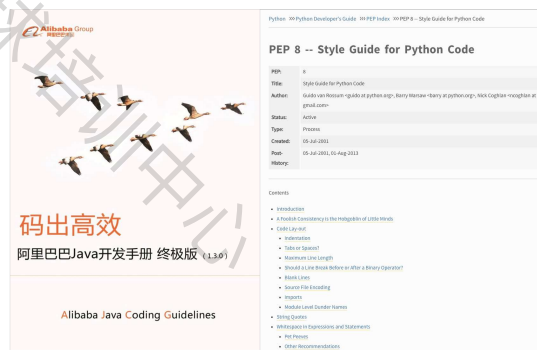 Alibaba Group
阿里巴巴集团
码出高效
阿里巴巴Java开发手册 终极版 (1.3.0)
Alibaba Java Coding Guidelines
培训中心
Python >>> Python Developer's Guide >>> PEP Index >>> PEP 8 -- Style Guide for Python Code
PEP 8 -- Style Guide for Python Code
PEP: 8
Title: Style Guide for Python Code
Author: Guido van Rossum <guido at python.org>, Barry Warsaw <barry at python.org>, Nick Coghlan <ncoghlan at
gmail.com>
Status: Active
Type: Process
Created: 05-Jul-2001
Post- 05-Jul-2001, 01-Aug-2013
History:
Contents
Introduction
A Foolish Consistency is the Hobgoblin of Little Minds
Code Lay-out
Indentation
Tabs or Spaces?
Maximum Line Length
Should a Line Break Before or After a Binary Operator?
Blank Lines
Source File Encoding
Imports
Module Level Dunder Names
String Quotes
Whitespace in Expressions and Statements
Pet Peeves
Other Recommendations